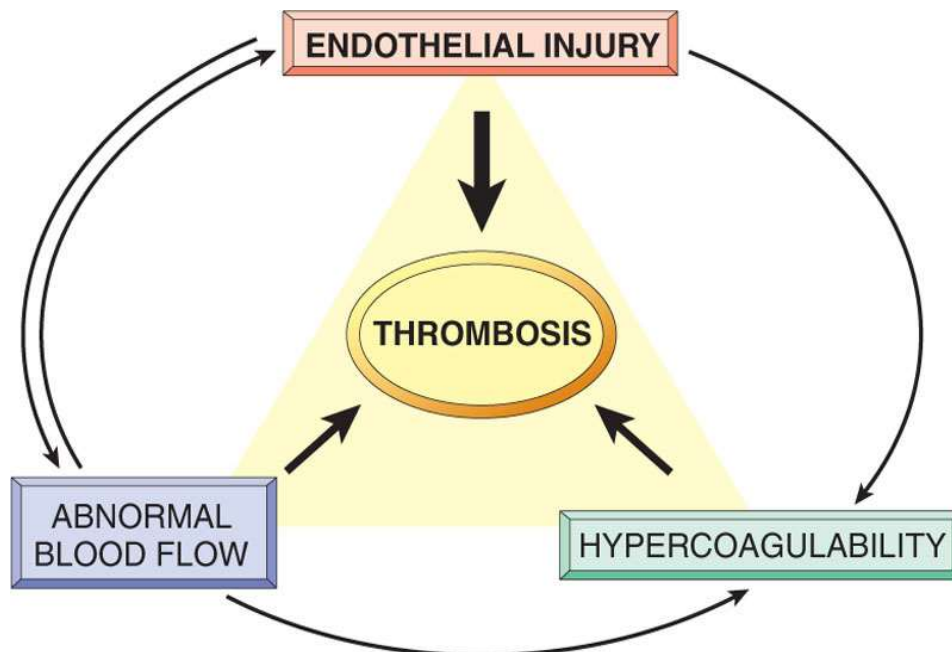 ENDOTHELIAL INJURY
THROMBOSIS
ABNORMAL
BLOOD FLOW
HYPERCOAGULABILITY